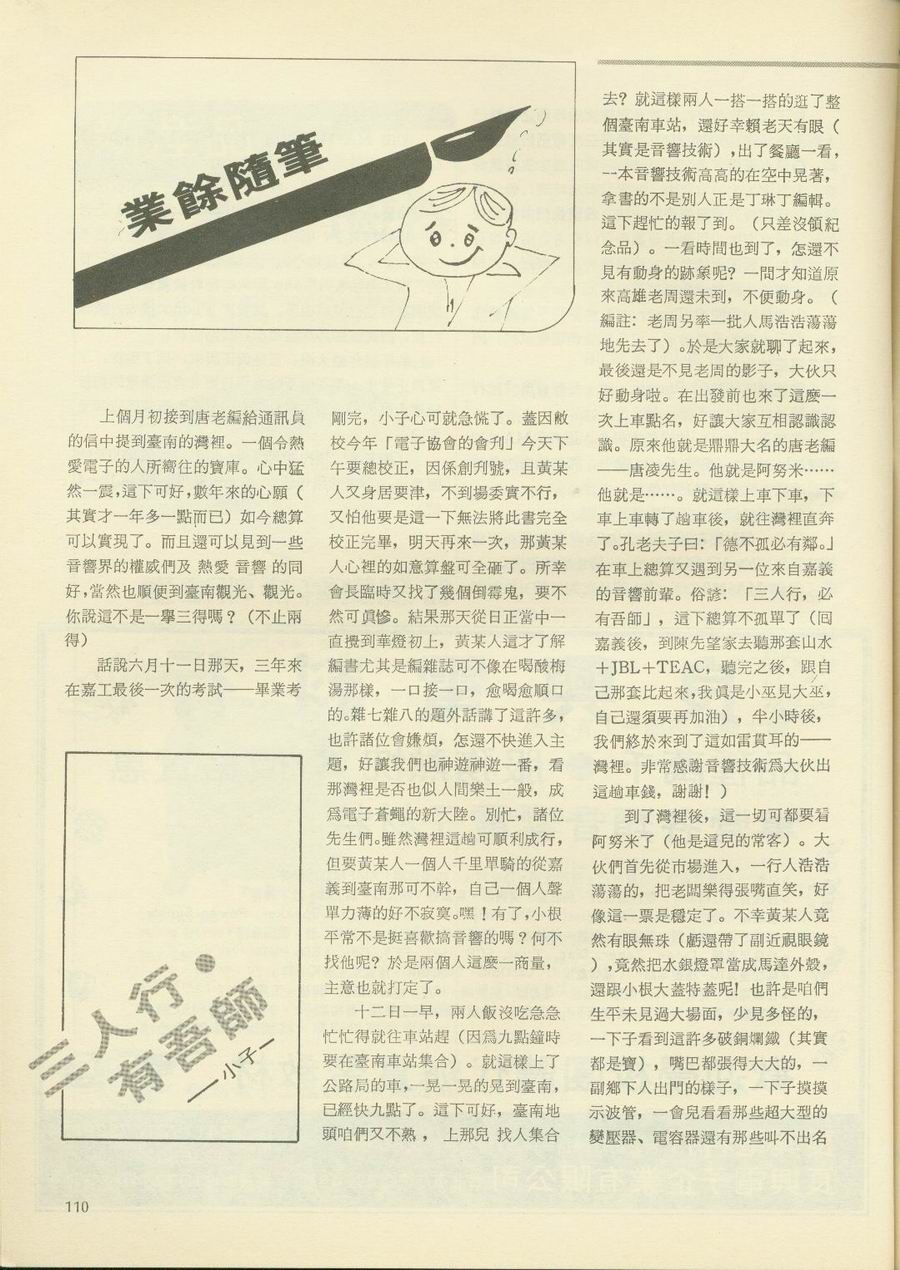 業餘隨筆
上個月初接到唐老編給通訊員
的信中提到臺南的灣裡。一個令熱
愛電子的人所嚮往的寶庫。心中猛
然一震，這下可好，數年來的心願（
其實才一年多一點而已）如今總算
可以實現了。而且還可以見到一些
音響界的權威們及 熱愛 音響 的同
好，當然也順便到臺南觀光、觀光。
你說這不是一舉三得嗎？（不止兩
得）
話說六月十一日那天，三年來
在嘉工最後一次的考試——畢業考
三人行・
有吾師
—小子—
剛完，小子心可就急慌了。蓋因敝
校今年「電子協會的會刋」今天下
午要總校正，因係創刋號，且黃某
人又身居要津，不到場委實不行，
又怕他要是這一下無法將此書完全
校正完畢，明天再來一次，那黃某
人心裡的如意算盤可全砸了。所幸
會長臨時又找了幾個倒霉鬼，要不
然可眞慘。結果那天從日正當中一
直攪到華燈初上，黃某人這才了解
編書尤其是編雜誌可不像在喝酸梅
湯那樣，一口接一口，愈喝愈順口
的。雜七雜八的題外話講了這許多，
也許諸位會嫌煩，怎還不快進入主
題，好讓我們也神遊神遊一番，看
那灣裡是否也似人間樂土一般，成
爲電子蒼蠅的新大陸。別忙，諸位
先生們。雖然灣裡這趟可順利成行，
但要黃某人一個人千里單騎的從嘉
義到臺南那可不幹，自己一個人聲
單力薄的好不寂寞。嘿！有了，小根
平常不是挺喜歡搞音響的嗎？何不
找他呢？於是兩個人這麼一商量，
主意也就打定了。
十二日一早，兩人飯沒吃急急
忙忙得就往車站趕（因爲九點鐘時
要在臺南車站集合）。就這樣上了
公路局的車，一晃一晃的晃到臺南，
已經快九點了。這下可好，臺南地
頭咱們又不熟， 上那兒 找人集合
去？就這樣兩人一搭一搭的逛了整
個臺南車站，還好幸賴老天有眼（
其實是音響技術），出了餐廳一看，
一本音響技術高高的在空中晃著，
拿書的不是別人正是丁琳丁編輯。
這下趕忙的報了到。（只差沒領紀
念品）。一看時間也到了，怎還不
見有動身的跡象呢？一問才知道原
來高雄老周還未到，不便動身。（
編註：老周另率一批人馬浩浩蕩蕩
地先去了）。於是大家就聊了起來，
最後還是不見老周的影子，大伙只
好動身啦。在出發前也來了這麼一
次上車點名，好讓大家互相認識認
識。原來他就是鼎鼎大名的唐老編
——唐凌先生。他就是阿努米……
他就是……。就這樣上車下車，下
車上車轉了趟車後，就往灣裡直奔
了。孔老夫子曰：「德不孤必有鄰。」
在車上總算又遇到另一位來自嘉義
的音響前輩。俗諺：「三人行，必
有吾師」，這下總算不孤單了（囘
嘉義後，到陳先望家去聽那套山水
＋JBL＋TEAC，聽完之後，跟自
己那套比起來，我眞是小巫見大巫，
自己還須要再加油），半小時後，
我們終於來到了這如雷貫耳的——
灣裡。非常感謝音響技術爲大伙出
這趟車錢，謝謝！）
到了灣裡後，這一切可都要看
阿努米了（他是這兒的常客）。大
伙們首先從市場進入，一行人浩浩
蕩蕩的，把老闆樂得張嘴直笑，好
像這一票是穩定了。不幸黃某人竟
然有眼無珠（虧還帶了副近視眼鏡
），竟然把水銀燈罩當成馬達外殼，
還跟小根大蓋特蓋呢！也許是咱們
生平未見過大場面，少見多怪的，
一下子看到這許多破銅爛鐵（其實
都是寶），嘴巴都張得大大的，一
副鄉下人出門的樣子，一下子摸摸
示波管，一會兒看看那些超大型的
變壓器、電容器還有那些叫不出名
110